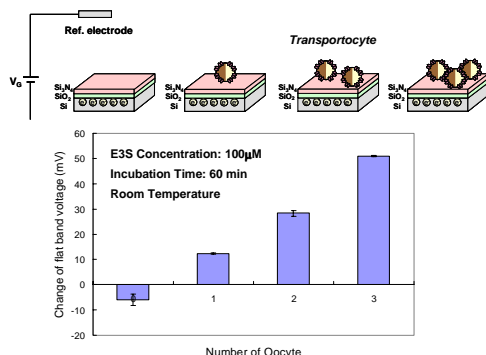 Ref. electrode
Transportocyte
VG
Si3N4
SiO2
Si
Si3N4
SiO2
Si
Si3N4
SiO2
Si
Si3N4
SiO2
Si
E3S Concentration: 100μM
Incubation Time: 60 min
Room Temperature
Change of flat band voltage (mV)
60
50
40
30
20
10
0
-10
-20
0
1
2
3
Number of Oocyte